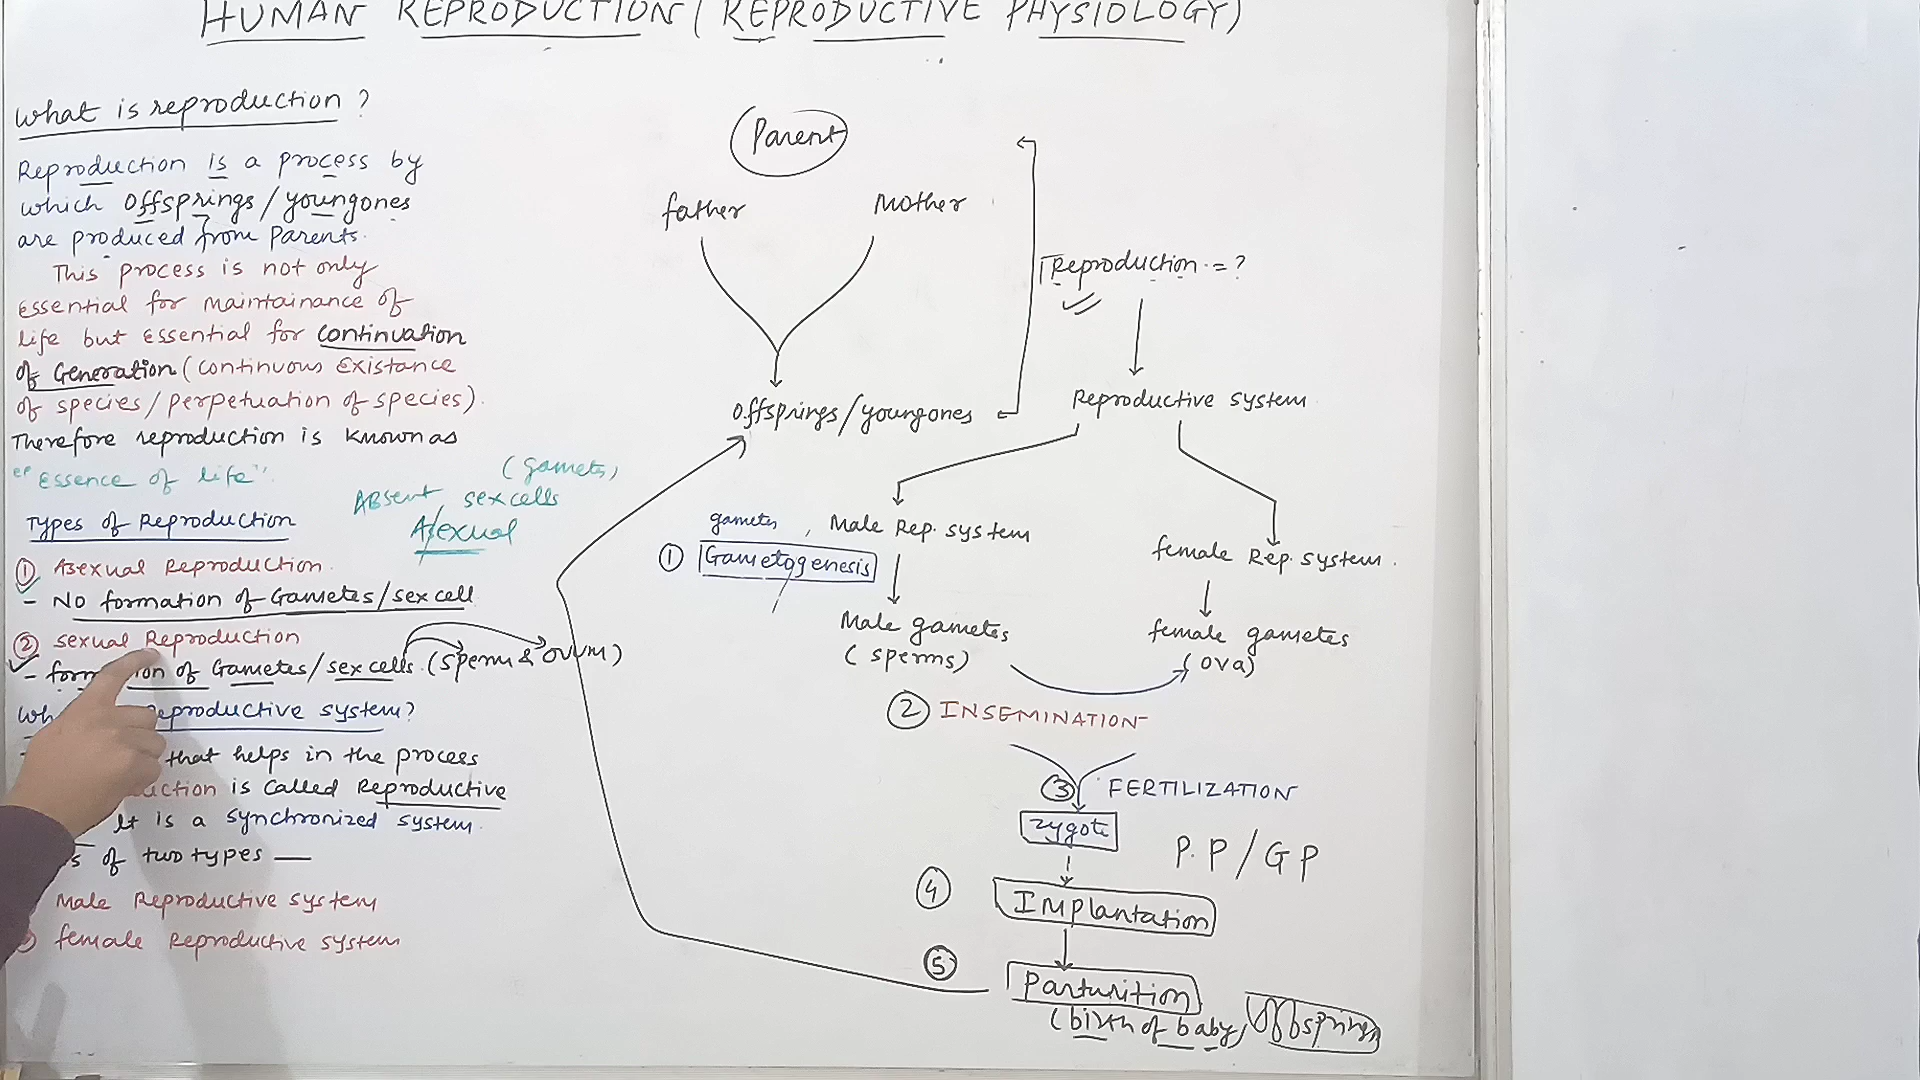 HUMAN REPRODUCTION (REPRODUCTIVE PHYSIOLOGY)
What is reproduction ?
Reproduction is a process by
which offsprings/youngones
are produced from Parents.
This process is not only
essential for maintainance of
life but essential for continuation
of Generation (continuous existance
of species/perpetuation of species).
Therefore reproduction is known as
"Essence of life".
(gametes)
Absent sex cells
A/sexual
Types of Reproduction
① Asexual Reproduction.
- No formation of Gametes/sex cell
② sexual Reproduction
- formation of Gametes/sex cells. (sperm & ovum)
Reproductive system?
that helps in the process
is called Reproductive
It is a synchronized system.
of two types —
Male Reproductive system
female Reproductive system
Parent
father
Mother
offsprings/youngones
Reproduction = ?
Reproductive system
gametes, Male Rep. system
① Gametogenesis
female Rep. system.
Male gametes
(sperms)
female gametes
(ova)
② INSEMINATION
③ FERTILIZATION
zygote
P.P/GP
④ Implantation
⑤ Parturition
(birth of baby) offspring